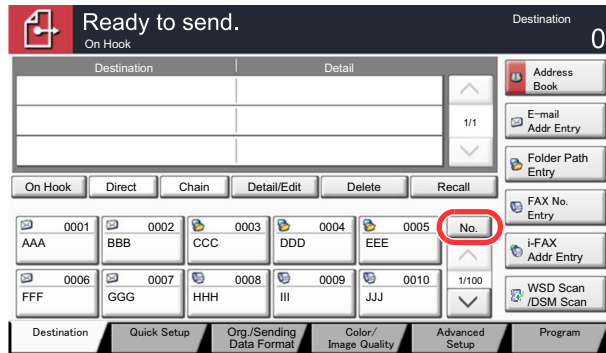 Ready to send.
Destination
On Hook
0
Destination Detail
Address
Book
1/1
E-mail
Addr Entry
Folder Path
Entry
On Hook Direct Chain Detail/Edit Delete Recall
FAX No.
Entry
0001 0002 0003 0004 0005 No.
AAA BBB CCC DDD EEE
i-FAX
Addr Entry
0006 0007 0008 0009 0010 1/100
FFF GGG HHH III JJJ
WSD Scan
/DSM Scan
Destination Quick Setup Org./Sending
Data Format Color/
Image Quality Advanced
Setup Program